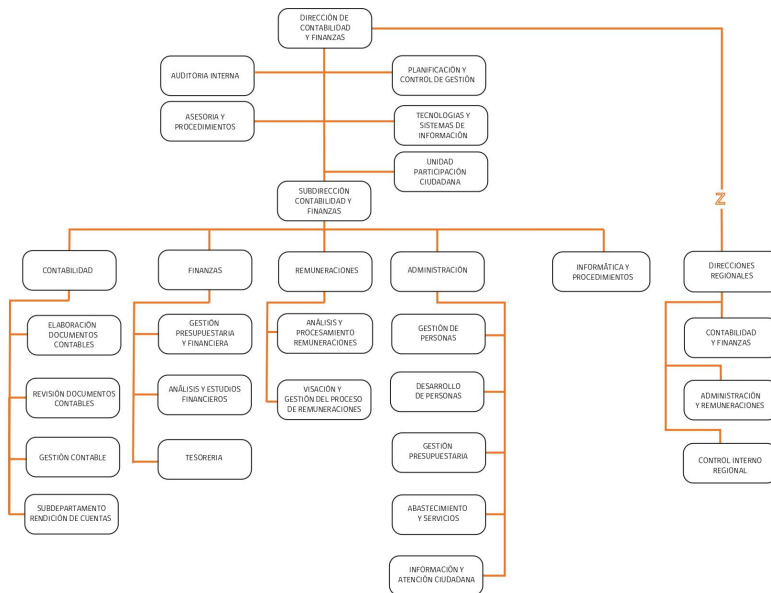 DIRECCIÓN DE
CONTABILIDAD
Y FINANZAS
AUDITORIA INTERNA
PLANIFICACIÓN Y
CONTROL DE GESTIÓN
ASESORIA Y
PROCEDIMIENTOS
TECNOLOGIAS Y
SISTEMAS DE
INFORMACIÓN
UNIDAD
PARTICIPACIÓN
CIUDADANA
SUBDIRECCIÓN
CONTABILIDAD Y
FINANZAS
Z
CONTABILIDAD
FINANZAS
REMUNERACIONES
ADMINISTRACIÓN
INFORMÁTICA Y
PROCEDIMIENTOS
DIRECCIONES
REGIONALES
ELABORACIÓN
DOCUMENTOS
CONTABLES
REVISIÓN DOCUMENTOS
CONTABLES
GESTIÓN CONTABLE
SUBDEPARTAMENTO
RENDICIÓN DE CUENTAS
GESTIÓN
PRESUPUESTARIA
Y FINANCIERA
ANÁLISIS Y ESTUDIOS
FINANCIEROS
TESORERIA
ANÁLISIS Y
PROCESAMIENTO
REMUNERACIONES
VISACIÓN Y
GESTIÓN DEL PROCESO
DE REMUNERACIONES
GESTIÓN DE
PERSONAS
DESARROLLO
DE PERSONAS
GESTIÓN
PRESUPUESTARIA
ABASTECIMIENTO
Y SERVICIOS
INFORMACIÓN Y
ATENCIÓN CIUDADANA
CONTABILIDAD
Y FINANZAS
ADMINISTRACIÓN
Y REMUNERACIONES
CONTROL INTERNO
REGIONAL